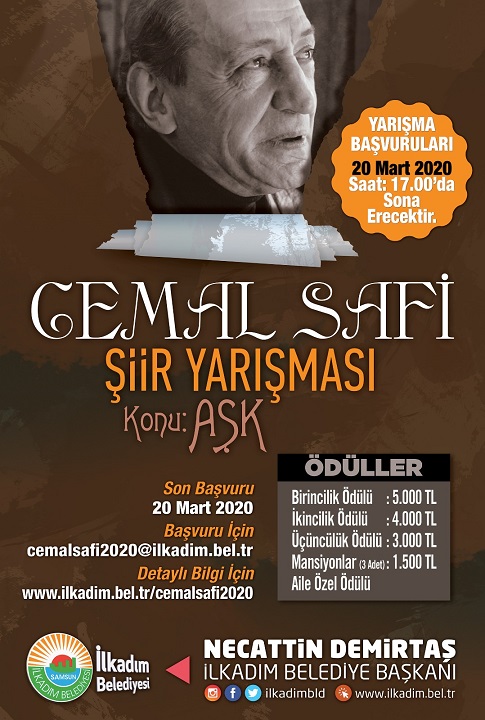 YARIŞMA
BAŞVURULARI
20 Mart 2020
Saat: 17.00'da
Sona
Erecektir.
CEMAL SAFİ
ŞiiR YARIŞMASI
Konu: AŞK
Son Başvuru
20 Mart 2020
Başvuru İçin
cemalsafi2020@ilkadim.bel.tr
Detaylı Bilgi İçin
www.ilkadim.bel.tr/cemalsafi2020
ÖDÜLLER
Birincilik Ödülü : 5.000 TL
İkincilik Ödülü : 4.000 TL
Üçüncülük Ödülü : 3.000 TL
Mansiyonlar (3 Adet) : 1.500 TL
Aile Özel Ödülü
SAMSUN
İLKADIM BELEDİYESİ
İlkadım
Belediyesi
NECATTİN DEMİRTAŞ
İLKADIM BELEDİYE BAŞKANI
ilkadimbld www.ilkadim.bel.tr